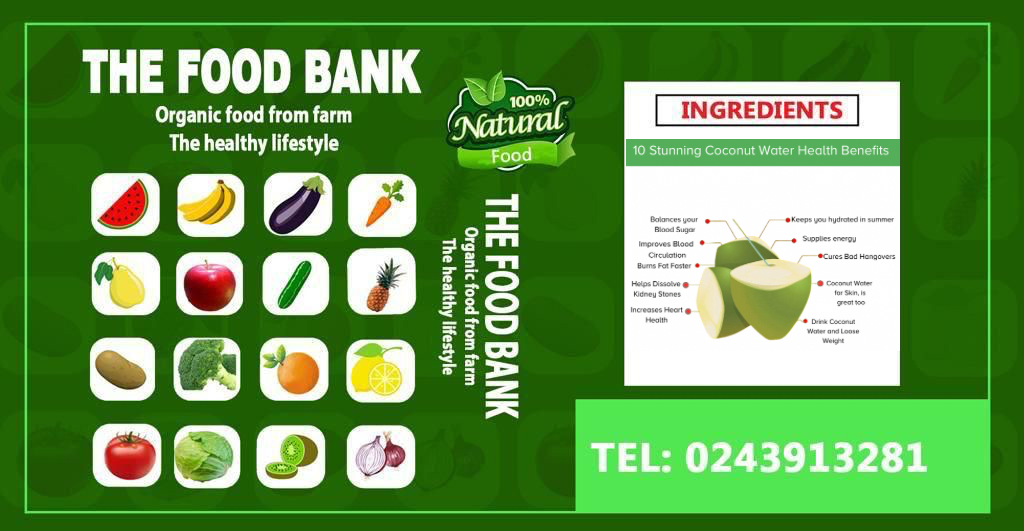 THE FOOD BANK
Organic food from farm
The healthy lifestyle
100%
Natural
Food
THE FOOD BANK
Organic food from farm
The healthy lifestyle
INGREDIENTS
10 Stunning Coconut Water Health Benefits
Balances your
Blood Sugar
Improves Blood
Circulation
Burns Fat Faster
Helps Dissolve
Kidney Stones
Increases Heart
Health
Keeps you hydrated in summer
Supplies energy
Cures Bad Hangovers
Coconut Water
for Skin, is
great too
Drink Coconut
Water and Loose
Weight
TEL: 0243913281